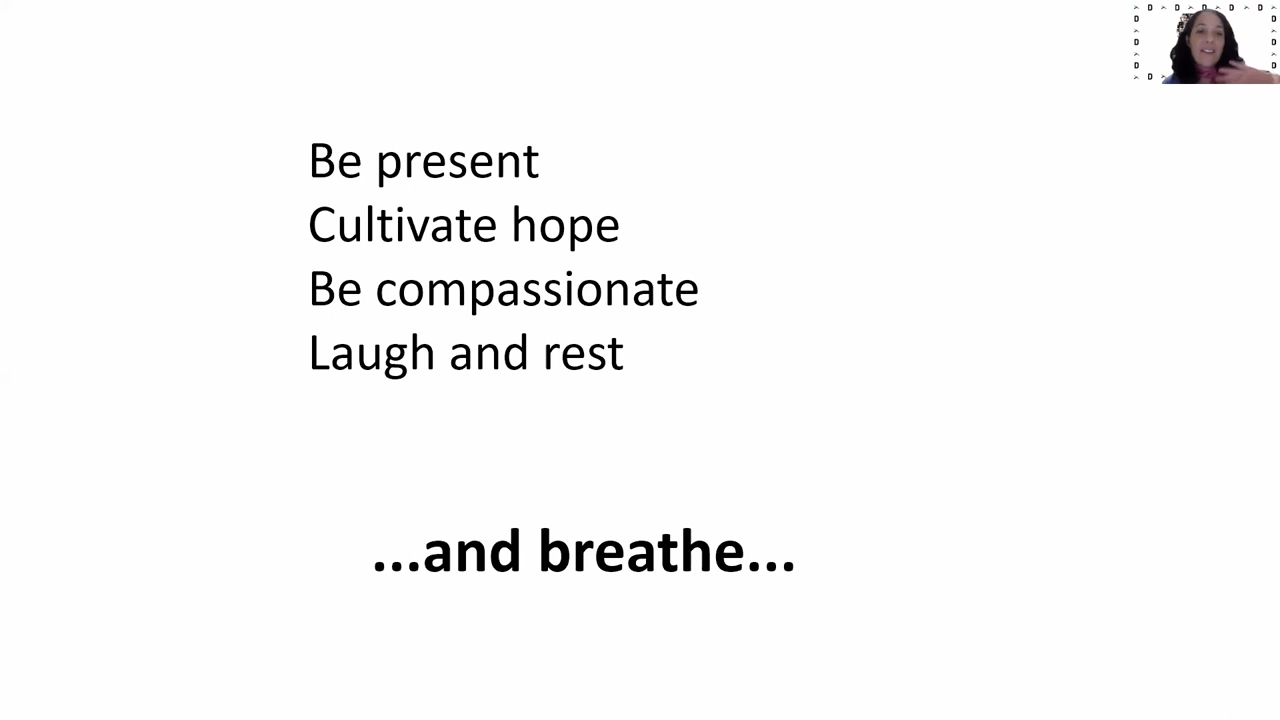 Be present
Cultivate hope
Be compassionate
Laugh and rest
...and breathe...